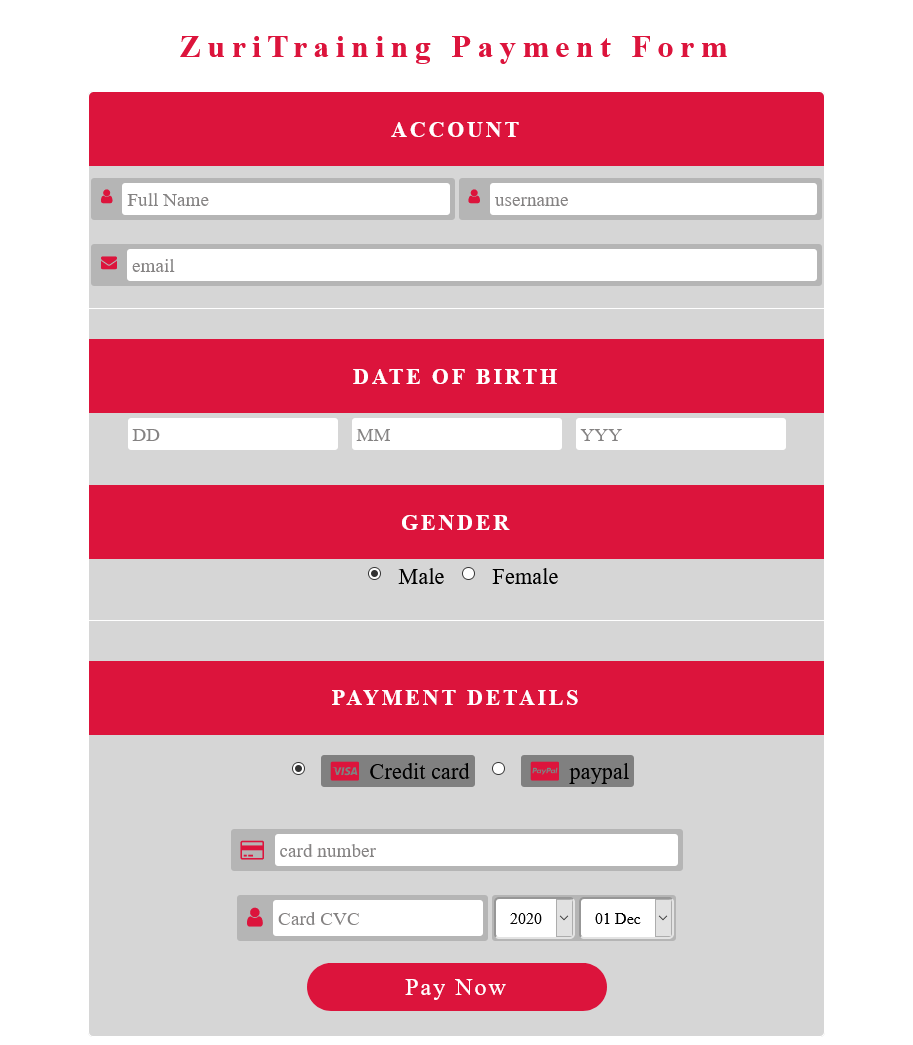 ZuriTraining Payment Form
ACCOUNT
Full Name username
email
DATE OF BIRTH
DD MM YYY
GENDER
Male Female
PAYMENT DETAILS
VISA Credit card PayPal paypal
card number
Card CVC 2020 01 Dec
Pay Now